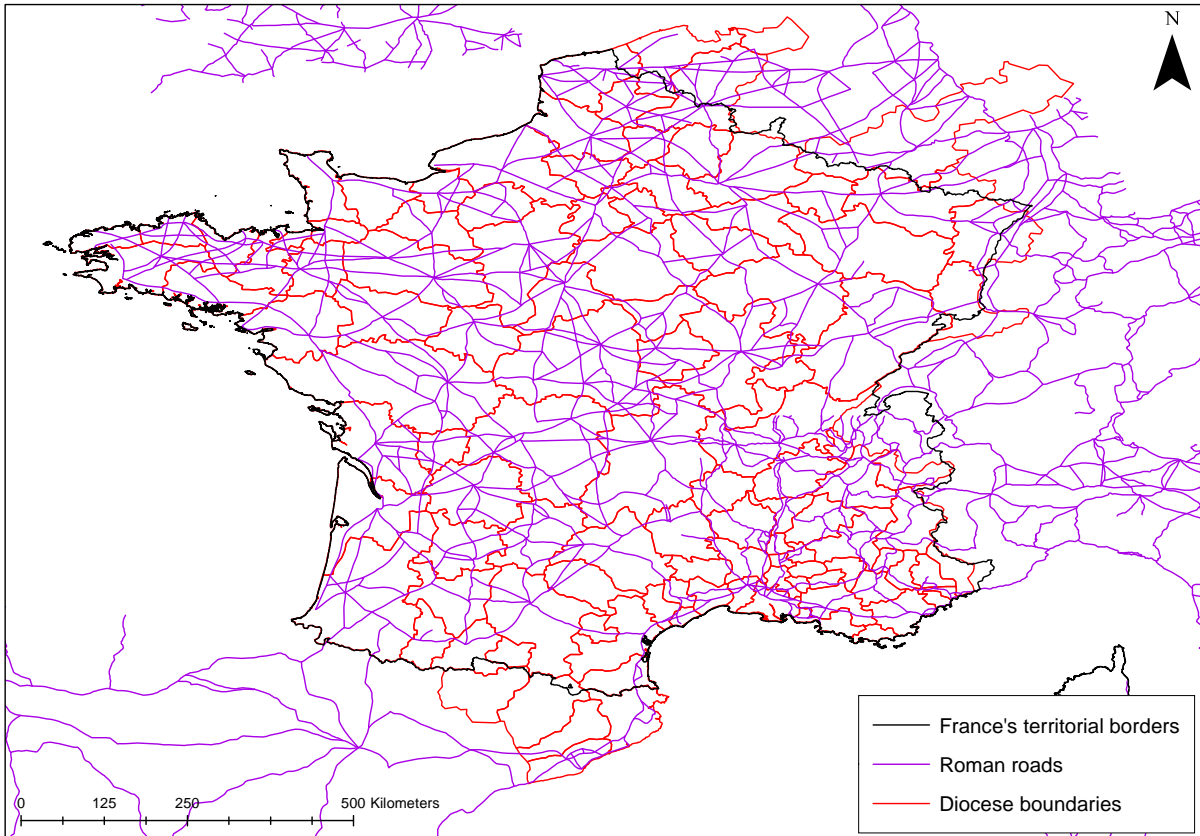 N
France's territorial borders
Roman roads
Diocese boundaries
0 125 250 500 Kilometers